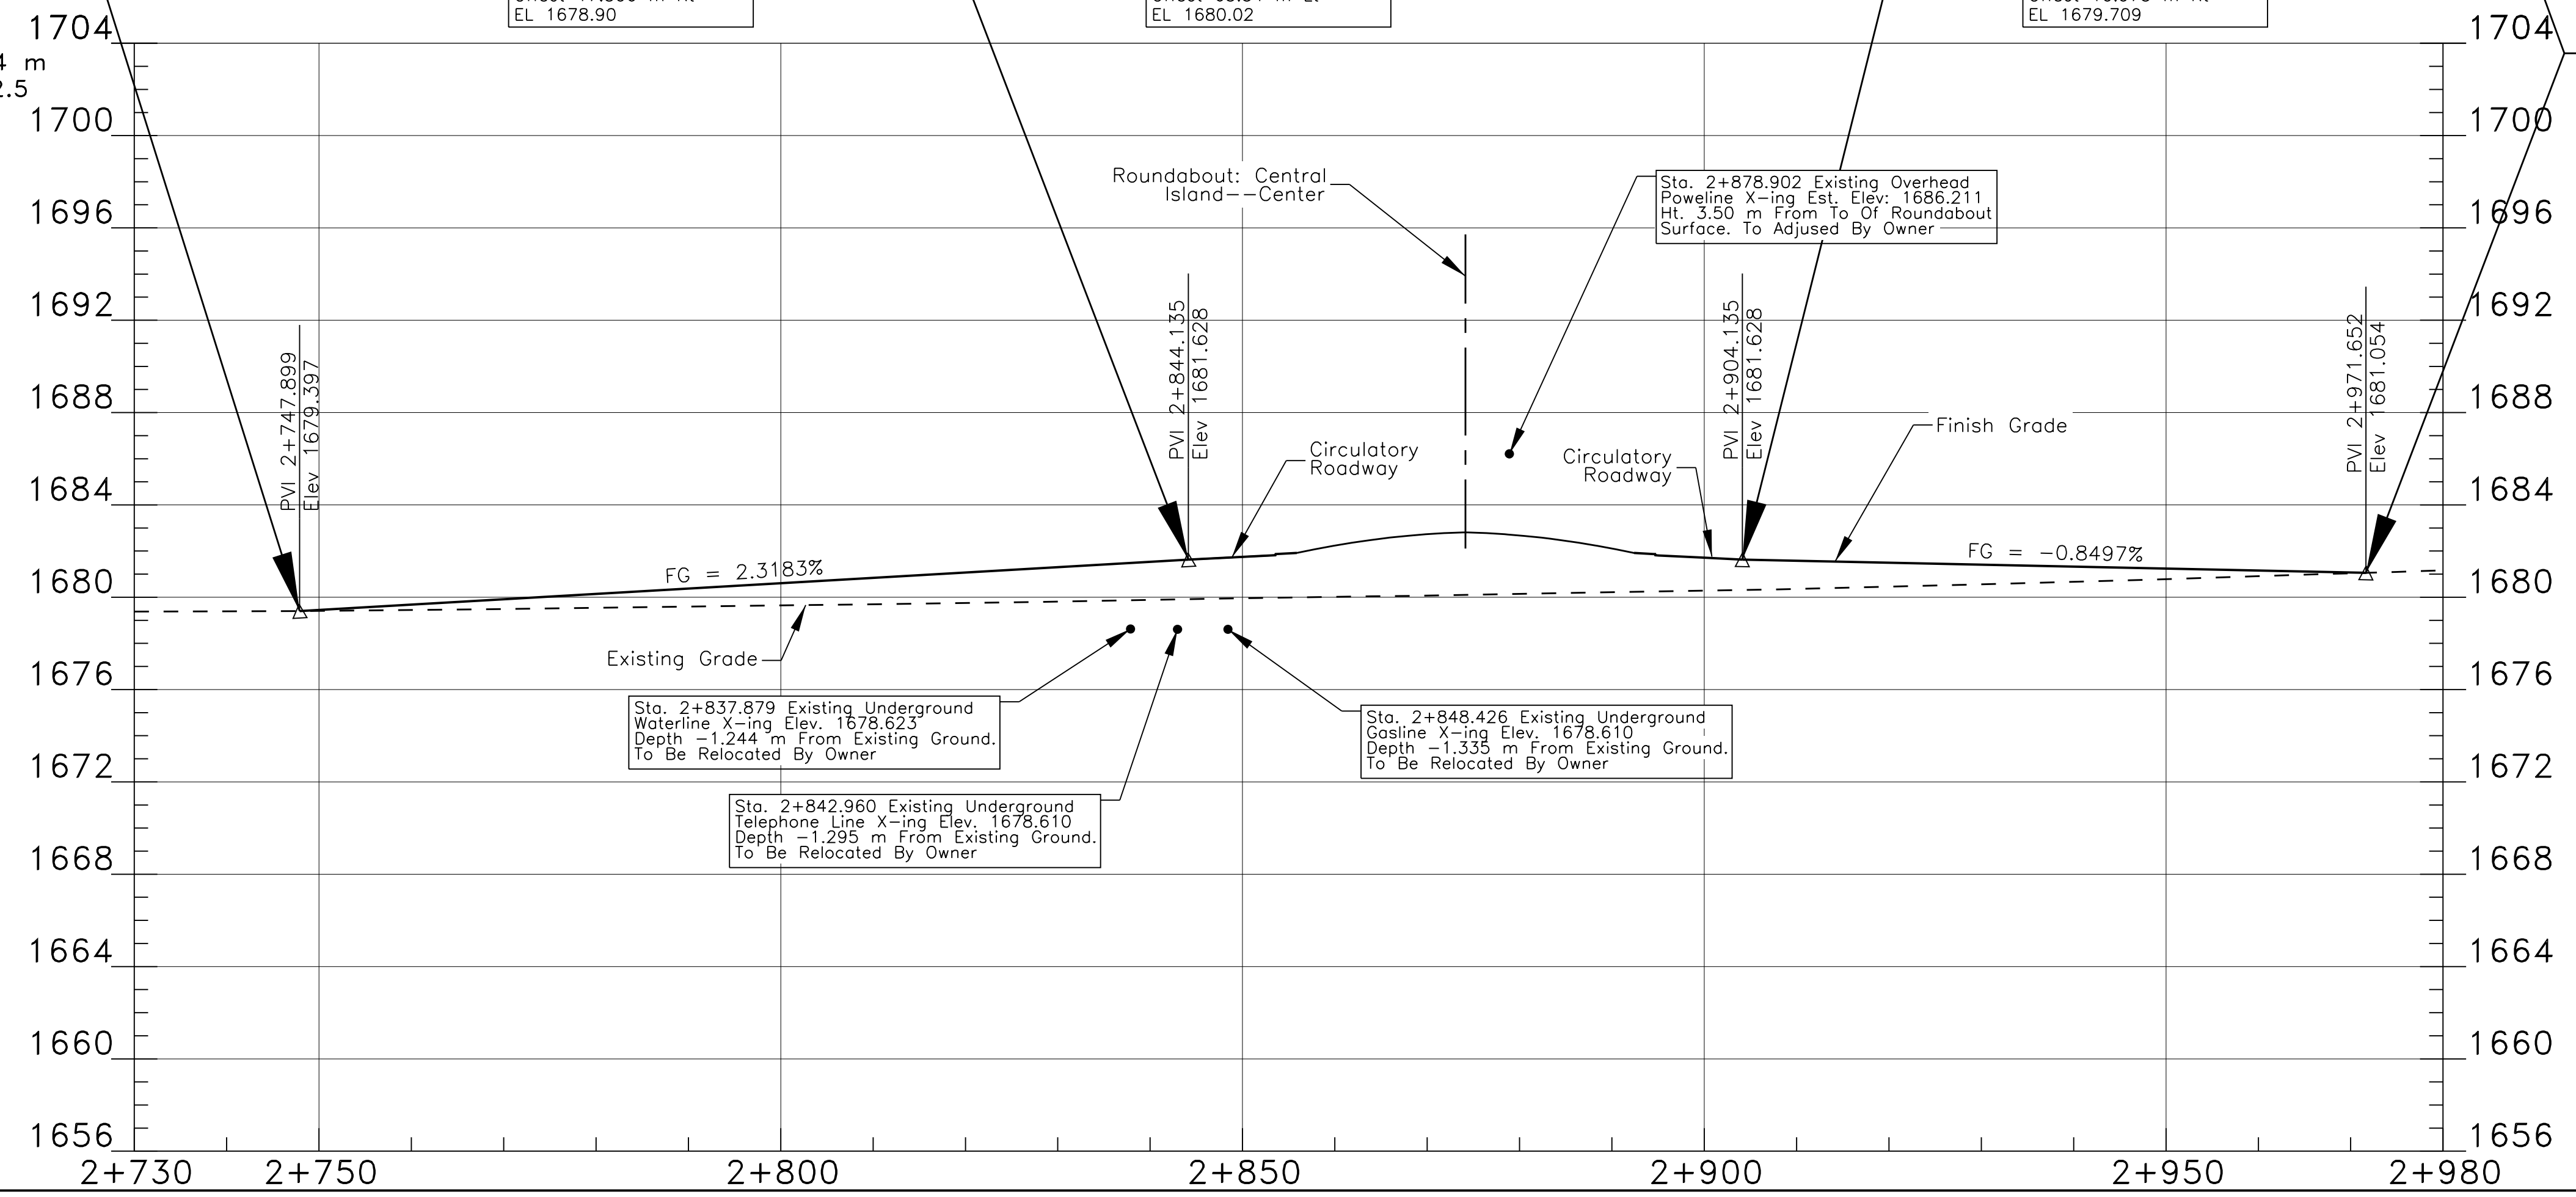 EL 1678.90
EL 1680.02
EL 1679.709
4 m
2.5
1704
1700
1696
1692
1688
1684
1680
1676
1672
1668
1664
1660
1656
1704
1700
1696
1692
1688
1684
1680
1676
1672
1668
1664
1660
1656
Roundabout: Central
Island--Center
Sta. 2+878.902 Existing Overhead
Poweline X-ing Est. Elev: 1686.211
Ht. 3.50 m From To Of Roundabout
Surface. To Adjused By Owner
PVI 2+747.899
Elev 1679.397
PVI 2+844.135
Elev 1681.628
PVI 2+904.135
Elev 1681.628
PVI 2+971.652
Elev 1681.054
Circulatory
Roadway
Circulatory
Roadway
Finish Grade
FG = 2.3183%
FG = -0.8497%
Existing Grade
Sta. 2+837.879 Existing Underground
Waterline X-ing Elev. 1678.623
Depth -1.244 m From Existing Ground.
To Be Relocated By Owner
Sta. 2+848.426 Existing Underground
Gasline X-ing Elev. 1678.610
Depth -1.335 m From Existing Ground.
To Be Relocated By Owner
Sta. 2+842.960 Existing Underground
Telephone Line X-ing Elev. 1678.610
Depth -1.295 m From Existing Ground.
To Be Relocated By Owner
2+730
2+750
2+800
2+850
2+900
2+950
2+980